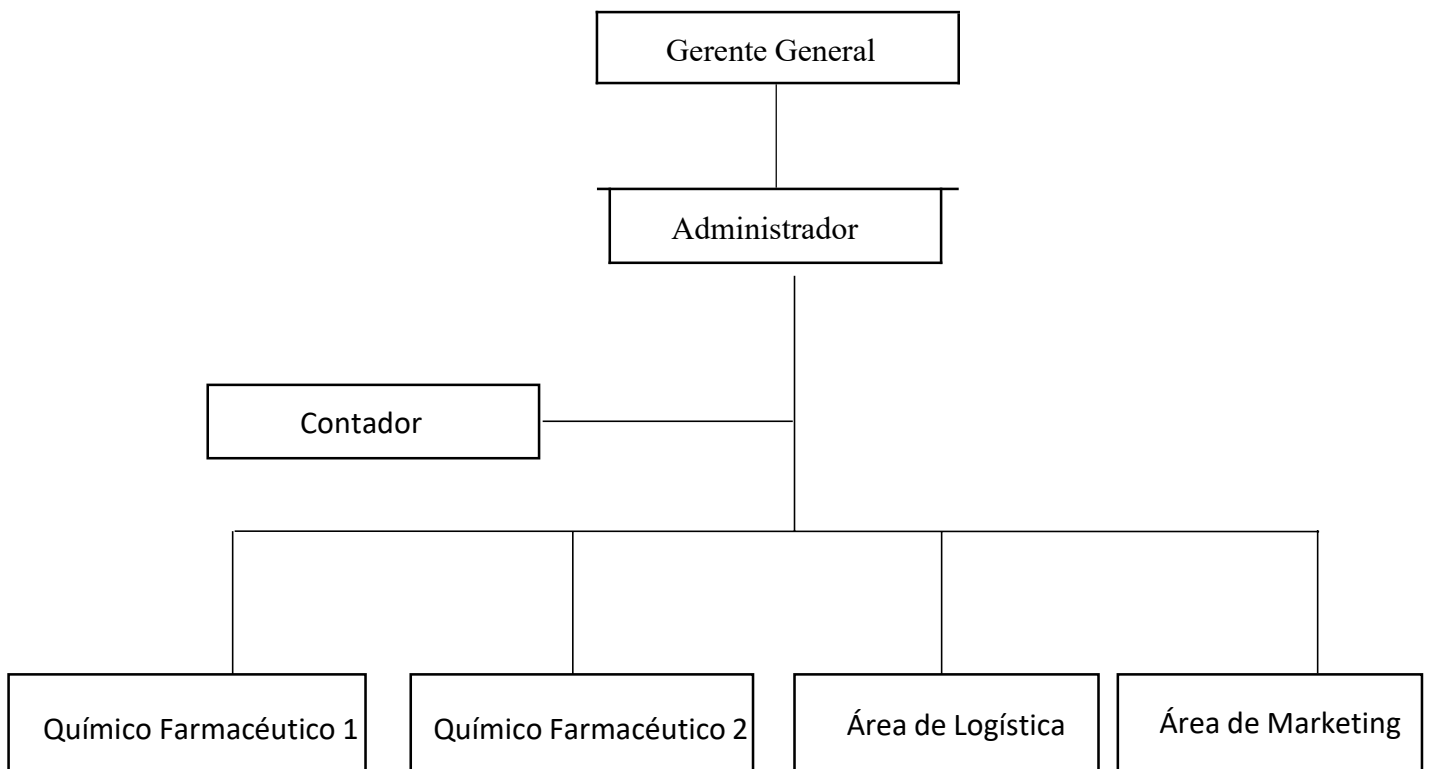 Gerente General
Administrador
Contador
Químico Farmacéutico 1
Químico Farmacéutico 2
Área de Logística
Área de Marketing